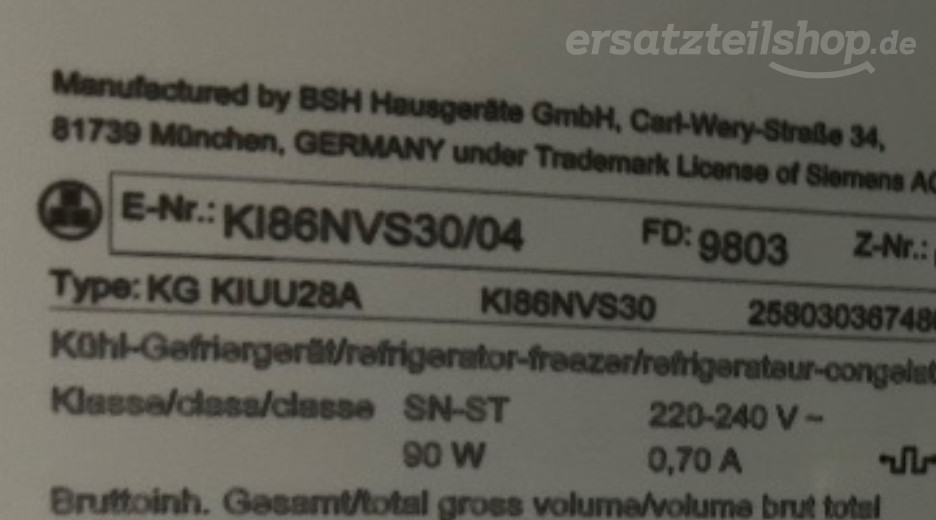 ersatzteilshop.de
Manufactured by BSH Hausgeräte GmbH, Carl-Wery-Straße 34,
81739 München, GERMANY under Trademark License of Siemens AG
E-Nr.: KI86NVS30/04 FD: 9803 Z-Nr.:
Type: KG KIUU28A KI86NVS30 258030367486
Kühl-Gefriergerät/refrigerator-freezer/refrigerateur-congelat
Klasse/class/classe SN-ST 220-240 V ~
90 W 0,70 A
Bruttoinh. Gesamt/total gross volume/volume brut total